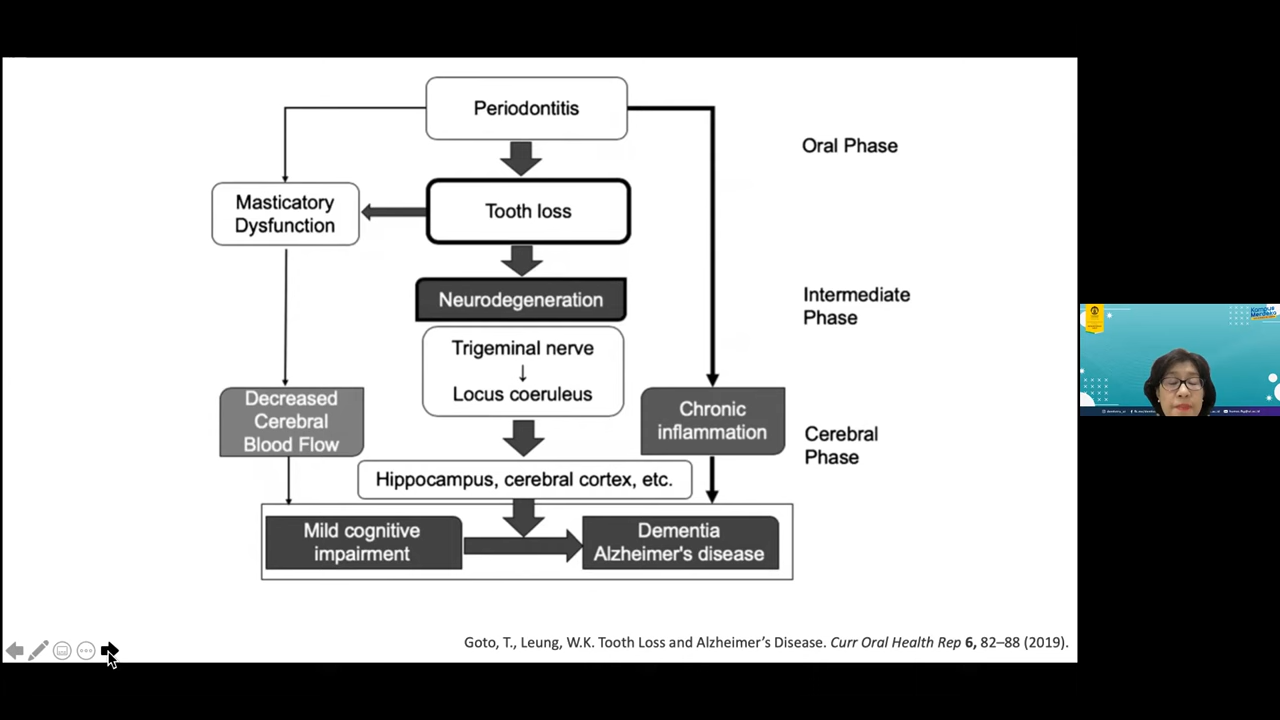 Periodontitis
Oral Phase
Masticatory
Dysfunction
Tooth loss
Neurodegeneration
Intermediate
Phase
Trigeminal nerve
↓
Locus coeruleus
Decreased
Cerebral
Blood Flow
Chronic
inflammation
Cerebral
Phase
Hippocampus, cerebral cortex, etc.
Mild cognitive
impairment
Dementia
Alzheimer's disease
Goto, T., Leung, W.K. Tooth Loss and Alzheimer’s Disease. Curr Oral Health Rep 6, 82–88 (2019).
Kampus
Merdeka